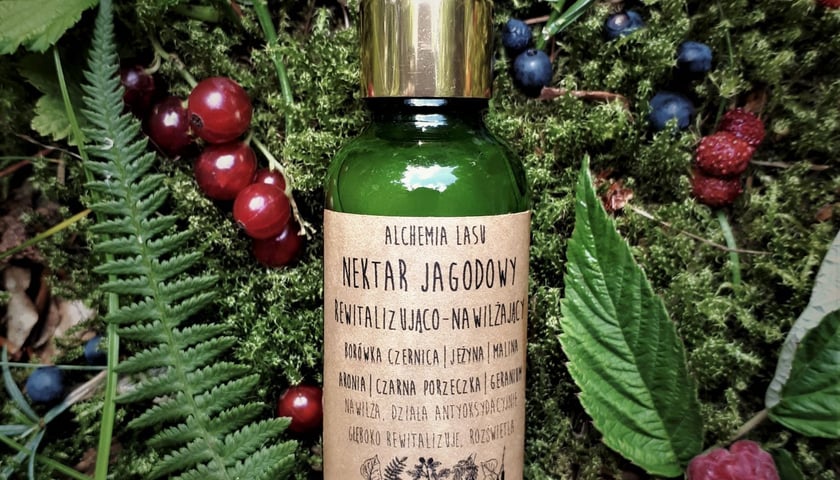 ALCHEMIA LASU
NEKTAR JAGODOWY
REWITALIZUJĄCO-NAWILŻAJĄCY
BORÓWKA CZERNICA | JEŻYNA | MALINA
ARONIA | CZARNA PORZECZKA | GERANIUM
NAWILŻA, DZIAŁA ANTYOKSYDACYJNIE
GŁĘBOKO REWITALIZUJE, ROZŚWIETLA